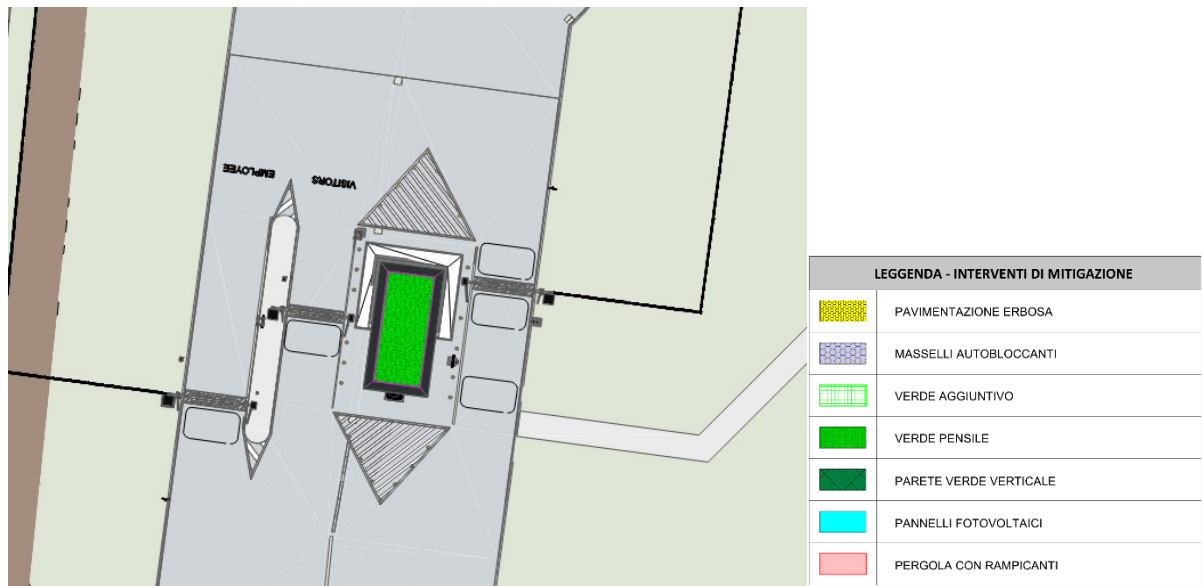 EMPLOYEE
VISITORS
LEGGENDA - INTERVENTI DI MITIGAZIONE
PAVIMENTAZIONE ERBOSA
MASSELLI AUTOBLOCCANTI
VERDE AGGIUNTIVO
VERDE PENSILE
PARETE VERDE VERTICALE
PANNELLI FOTOVOLTAICI
PERGOLA CON RAMPICANTI